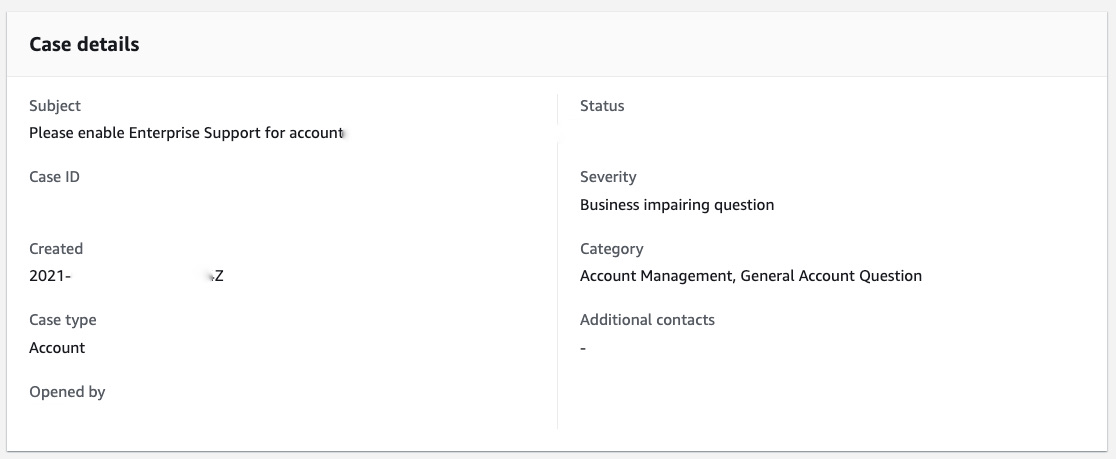 Case details
Subject
Please enable Enterprise Support for account
Case ID
Created
2021- Z
Case type
Account
Opened by
Status
Severity
Business impairing question
Category
Account Management, General Account Question
Additional contacts
-